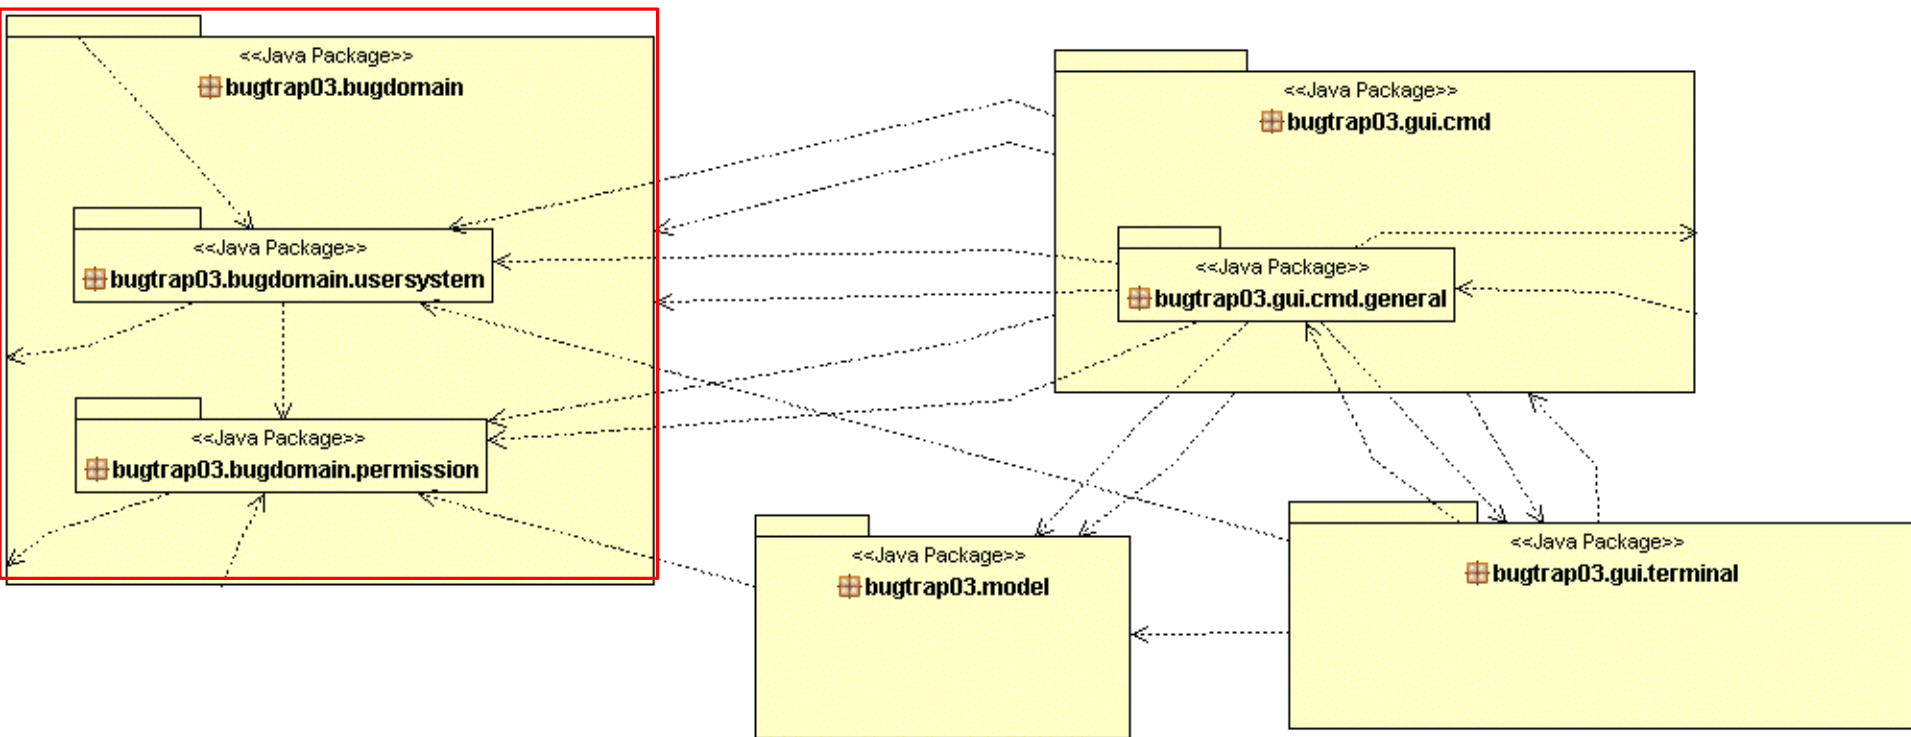 <<Java Package>>
bugtrap03.bugdomain
<<Java Package>>
bugtrap03.bugdomain.usersystem
<<Java Package>>
bugtrap03.bugdomain.permission
<<Java Package>>
bugtrap03.gui.cmd
<<Java Package>>
bugtrap03.gui.cmd.general
<<Java Package>>
bugtrap03.model
<<Java Package>>
bugtrap03.gui.terminal